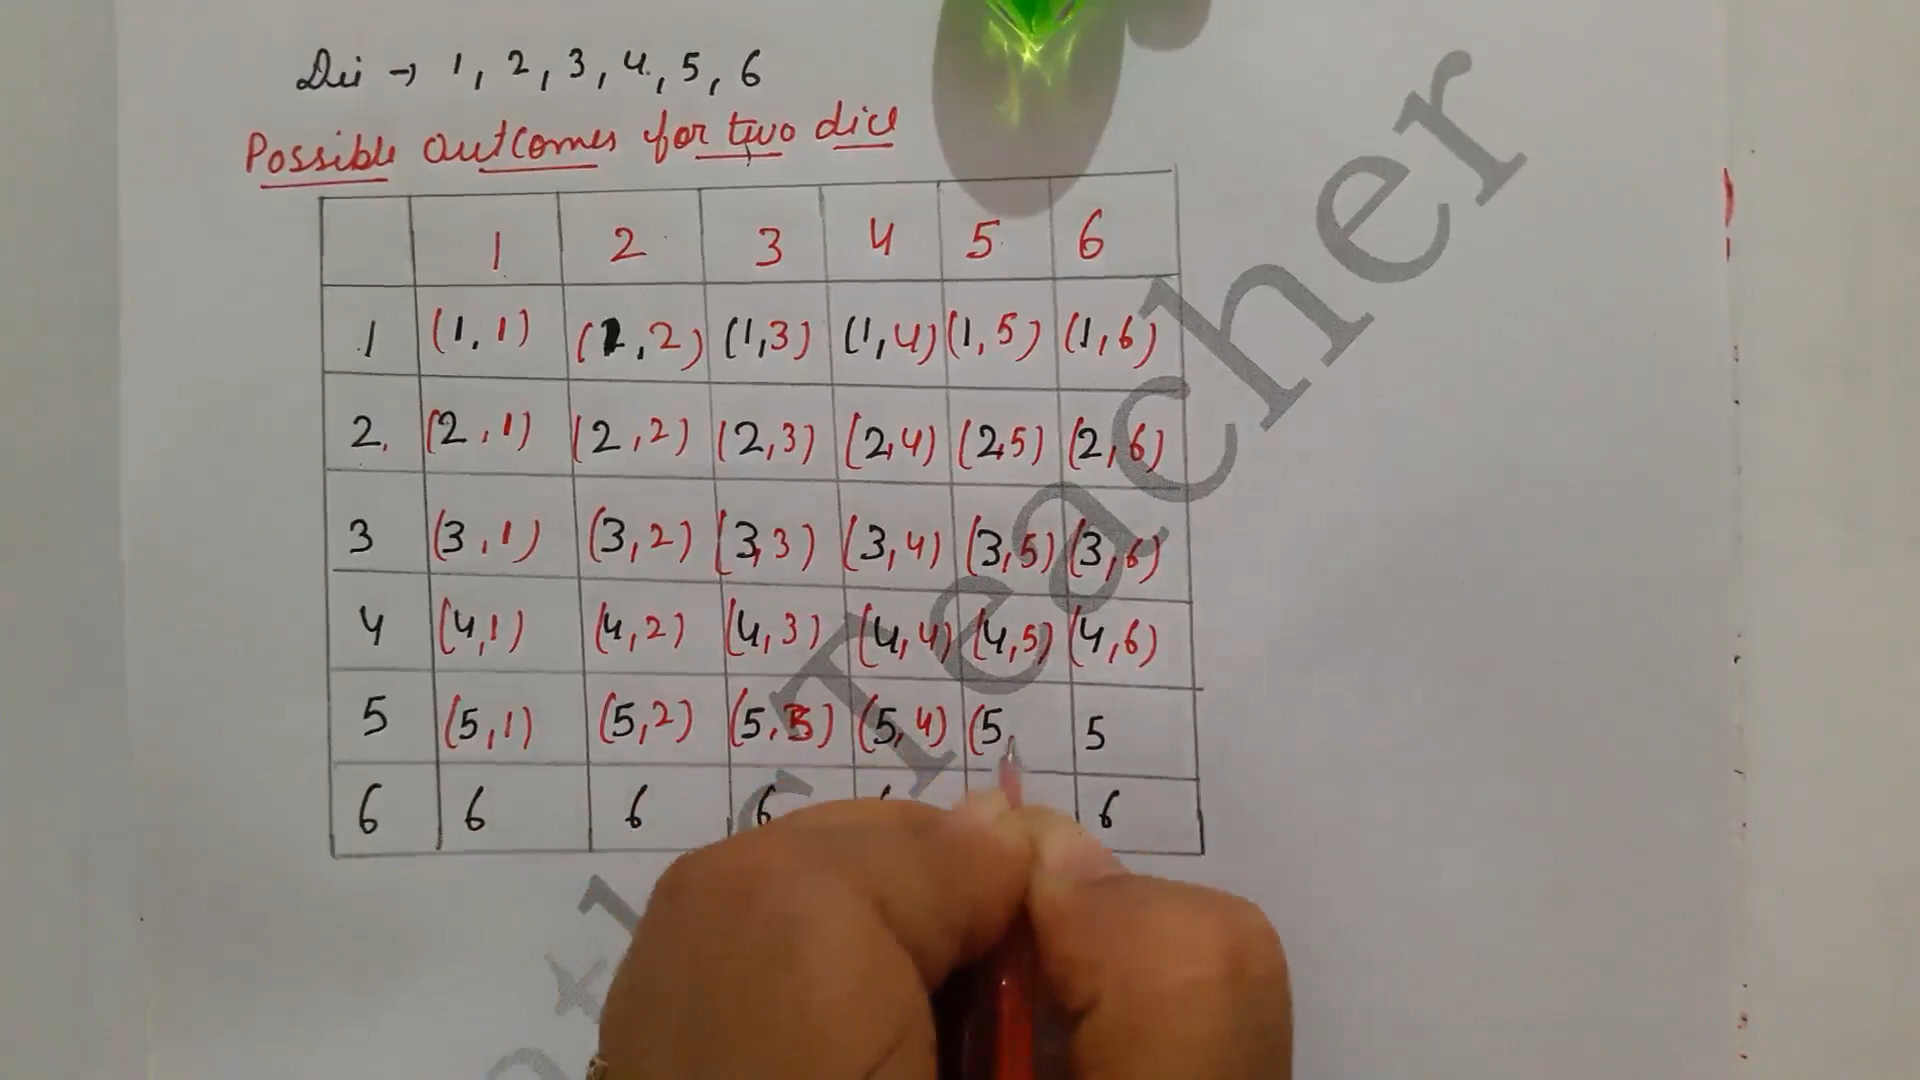 Die → 1, 2, 3, 4, 5, 6
Possible outcomes for two dice
1 2 3 4 5 6
1 (1, 1) (1, 2) (1,3) (1,4) (1,5) (1,6)
2. (2, 1) (2,2) (2,3) (2,4) (2,5) (2,6)
3 (3,1) (3,2) (3,3) (3,4) (3,5) (3,6)
4 (4,1) (4,2) (4,3) (4,4) (4,5) (4,6)
5 (5,1) (5,2) (5,3) (5,4) (5, 5
6 6 6 6 6 6
Teacher